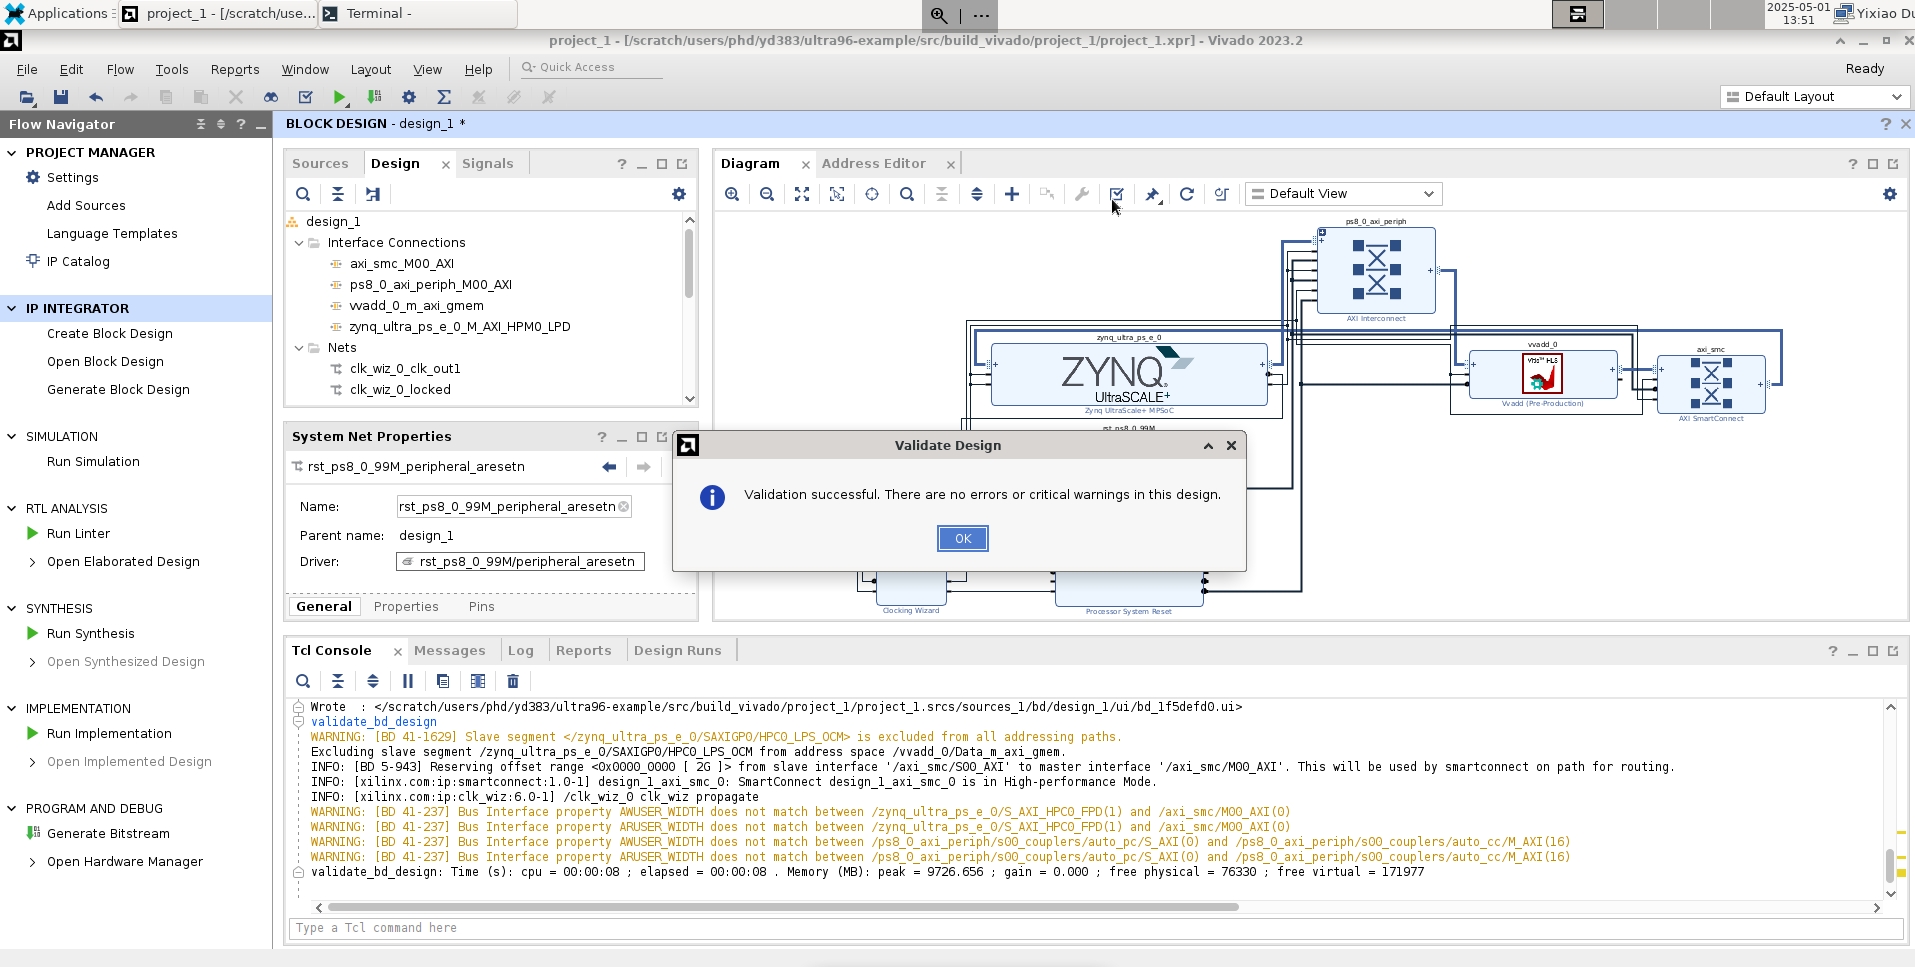 Applications
project_1 - [/scratch/use...
Terminal -
2025-05-01
13:51
Yixiao Du
project_1 - [/scratch/users/phd/yd383/ultra96-example/src/build_vivado/project_1/project_1.xpr] - Vivado 2023.2
File Edit Flow Tools Reports Window Layout View Help
Quick Access
Ready
Default Layout
Flow Navigator
BLOCK DESIGN - design_1 *
PROJECT MANAGER
Settings
Add Sources
Language Templates
IP Catalog
IP INTEGRATOR
Create Block Design
Open Block Design
Generate Block Design
SIMULATION
Run Simulation
RTL ANALYSIS
Run Linter
Open Elaborated Design
SYNTHESIS
Run Synthesis
Open Synthesized Design
IMPLEMENTATION
Run Implementation
Open Implemented Design
PROGRAM AND DEBUG
Generate Bitstream
Open Hardware Manager
Sources Design Signals
design_1
Interface Connections
axi_smc_M00_AXI
ps8_0_axi_periph_M00_AXI
vvadd_0_m_axi_gmem
zynq_ultra_ps_e_0_M_AXI_HPM0_LPD
Nets
clk_wiz_0_clk_out1
clk_wiz_0_locked
System Net Properties
rst_ps8_0_99M_peripheral_aresetn
Name: rst_ps8_0_99M_peripheral_aresetn
Parent name: design_1
Driver: rst_ps8_0_99M/peripheral_aresetn
General Properties Pins
Diagram Address Editor
Default View
ps8_0_axi_periph
AXI Interconnect
zynq_ultra_ps_e_0
ZYNQ
UltraSCALE+
Zynq UltraScale+ MPSoC
rst_ps8_0_99M
vvadd_0
Vitis™ HLS
Vvadd (Pre-Production)
axi_smc
AXI SmartConnect
Validate Design
Validation successful. There are no errors or critical warnings in this design.
OK
Clocking Wizard
Processor System Reset
Tcl Console Messages Log Reports Design Runs
Wrote  : </scratch/users/phd/yd383/ultra96-example/src/build_vivado/project_1/project_1.srcs/sources_1/bd/design_1/ui/bd_1f5defd0.ui>
validate_bd_design
WARNING: [BD 41-1629] Slave segment </zynq_ultra_ps_e_0/SAXIGP0/HPC0_LPS_OCM> is excluded from all addressing paths.
Excluding slave segment /zynq_ultra_ps_e_0/SAXIGP0/HPC0_LPS_OCM from address space /vvadd_0/Data_m_axi_gmem.
INFO: [BD 5-943] Reserving offset range <0x0000_0000 [ 2G ]> from slave interface '/axi_smc/S00_AXI' to master interface '/axi_smc/M00_AXI'. This will be used by smartconnect on path for routing.
INFO: [xilinx.com:ip:smartconnect:1.0-1] design_1_axi_smc_0: SmartConnect design_1_axi_smc_0 is in High-performance Mode.
INFO: [xilinx.com:ip:clk_wiz:6.0-1] /clk_wiz_0 clk_wiz propagate
WARNING: [BD 41-237] Bus Interface property AWUSER_WIDTH does not match between /zynq_ultra_ps_e_0/S_AXI_HPC0_FPD(1) and /axi_smc/M00_AXI(0)
WARNING: [BD 41-237] Bus Interface property ARUSER_WIDTH does not match between /zynq_ultra_ps_e_0/S_AXI_HPC0_FPD(1) and /axi_smc/M00_AXI(0)
WARNING: [BD 41-237] Bus Interface property AWUSER_WIDTH does not match between /ps8_0_axi_periph/s00_couplers/auto_pc/S_AXI(0) and /ps8_0_axi_periph/s00_couplers/auto_cc/M_AXI(16)
WARNING: [BD 41-237] Bus Interface property ARUSER_WIDTH does not match between /ps8_0_axi_periph/s00_couplers/auto_pc/S_AXI(0) and /ps8_0_axi_periph/s00_couplers/auto_cc/M_AXI(16)
validate_bd_design: Time (s): cpu = 00:00:08 ; elapsed = 00:00:08 . Memory (MB): peak = 9726.656 ; gain = 0.000 ; free physical = 76330 ; free virtual = 171977
Type a Tcl command here